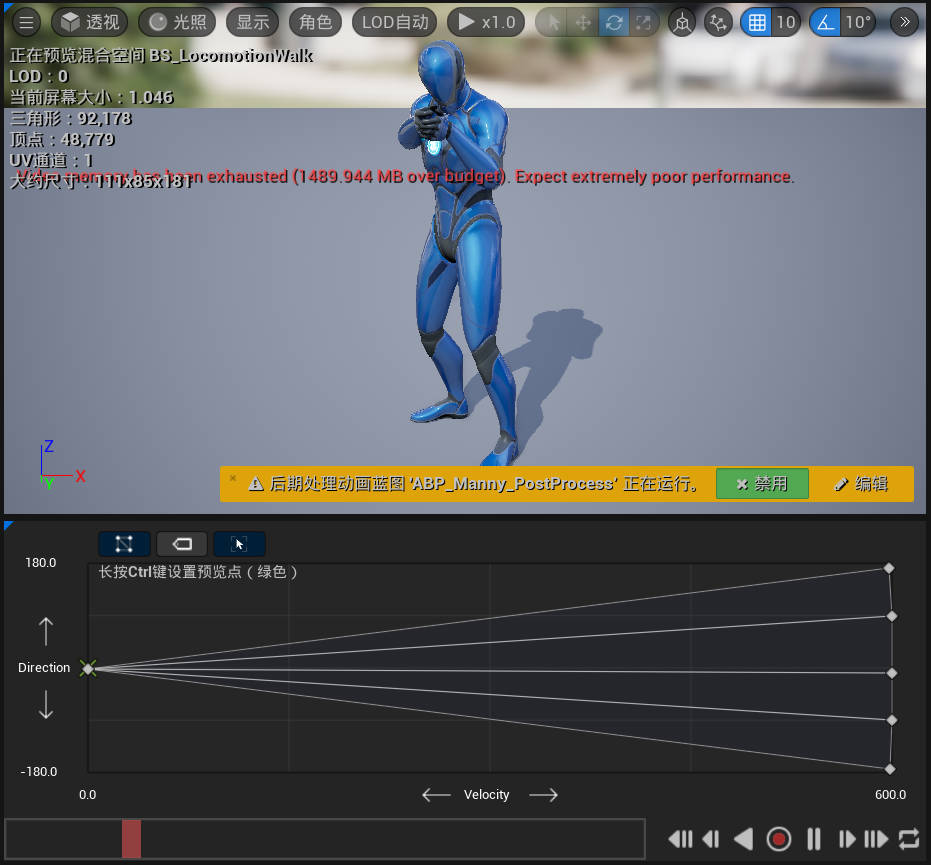 透视 光照 显示 角色 LOD自动 x1.0 10 10°
正在预览混合空间 BS_LocomotionWalk
LOD：0
当前屏幕大小：1.046
三角形：92,178
顶点：48,779
UV通道：1
大约尺寸：111x85x181
Video memory has been exhausted (1489.944 MB over budget). Expect extremely poor performance.
Z
X
Y
后期处理动画蓝图 'ABP_Manny_PostProcess' 正在运行。 禁用 编辑
180.0
长按Ctrl键设置预览点（绿色）
Direction
-180.0
0.0 Velocity 600.0